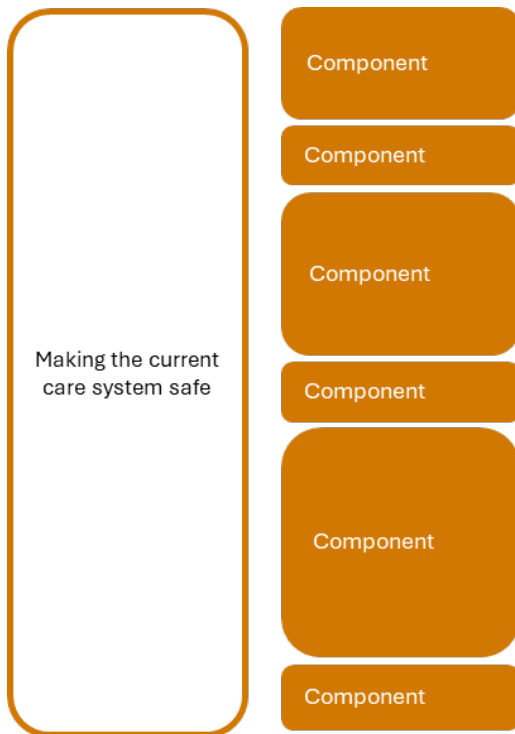 Component
Component
Component
Making the current
care system safe
Component
Component
Component